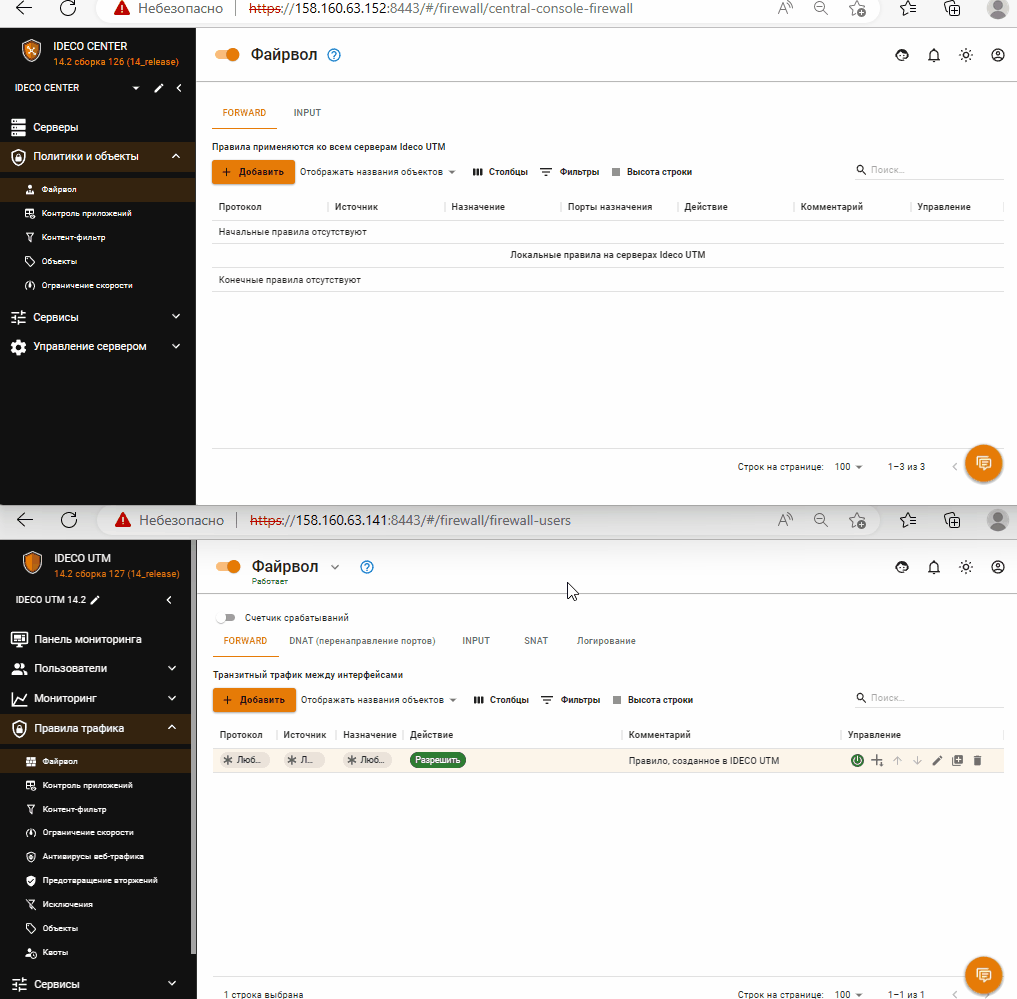 Небезопасно https://158.160.63.152:8443/#/firewall/central-console-firewall
IDECO CENTER
14.2 сборка 126 (14_release)
IDECO CENTER
Серверы
Политики и объекты
Файрвол
Контроль приложений
Контент-фильтр
Объекты
Ограничение скорости
Сервисы
Управление сервером
Файрвол
FORWARD INPUT
Правила применяются ко всем серверам Ideco UTM
+ Добавить Отображать названия объектов Столбцы Фильтры Высота строки Поиск...
Протокол Источник Назначение Порты назначения Действие Комментарий Управление
Начальные правила отсутствуют
Локальные правила на серверах Ideco UTM
Конечные правила отсутствуют
Строк на странице: 100 1–3 из 3
Небезопасно https://158.160.63.141:8443/#/firewall/firewall-users
IDECO UTM
14.2 сборка 127 (14_release)
IDECO UTM 14.2
Панель мониторинга
Пользователи
Мониторинг
Правила трафика
Файрвол
Контроль приложений
Контент-фильтр
Ограничение скорости
Антивирусы веб-трафика
Предотвращение вторжений
Исключения
Объекты
Квоты
Сервисы
Файрвол
Работает
Счетчик срабатываний
FORWARD DNAT (перенаправление портов) INPUT SNAT Логирование
Транзитный трафик между интерфейсами
+ Добавить Отображать названия объектов Столбцы Фильтры Высота строки Поиск...
Протокол Источник Назначение Действие Комментарий Управление
Люб... Л... Люб... Разрешить Правило, созданное в IDECO UTM
1 строка выбрана Строк на странице: 100 1–1 из 1